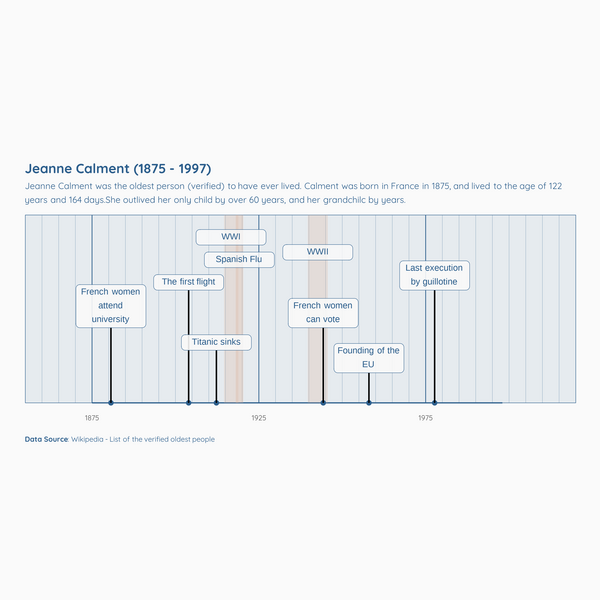 Jeanne Calment (1875 - 1997)
Jeanne Calment was the oldest person (verified) to have ever lived. Calment was born in France in 1875, and lived to the age of 122
years and 164 days.She outlived her only child by over 60 years, and her grandchilc by years.
WWI
WWII
Spanish Flu
Last execution
by guillotine
The first flight
French women
attend
university
French women
can vote
Titanic sinks
Founding of the
EU
1875
1925
1975
Data Source: Wikipedia - List of the verified oldest people